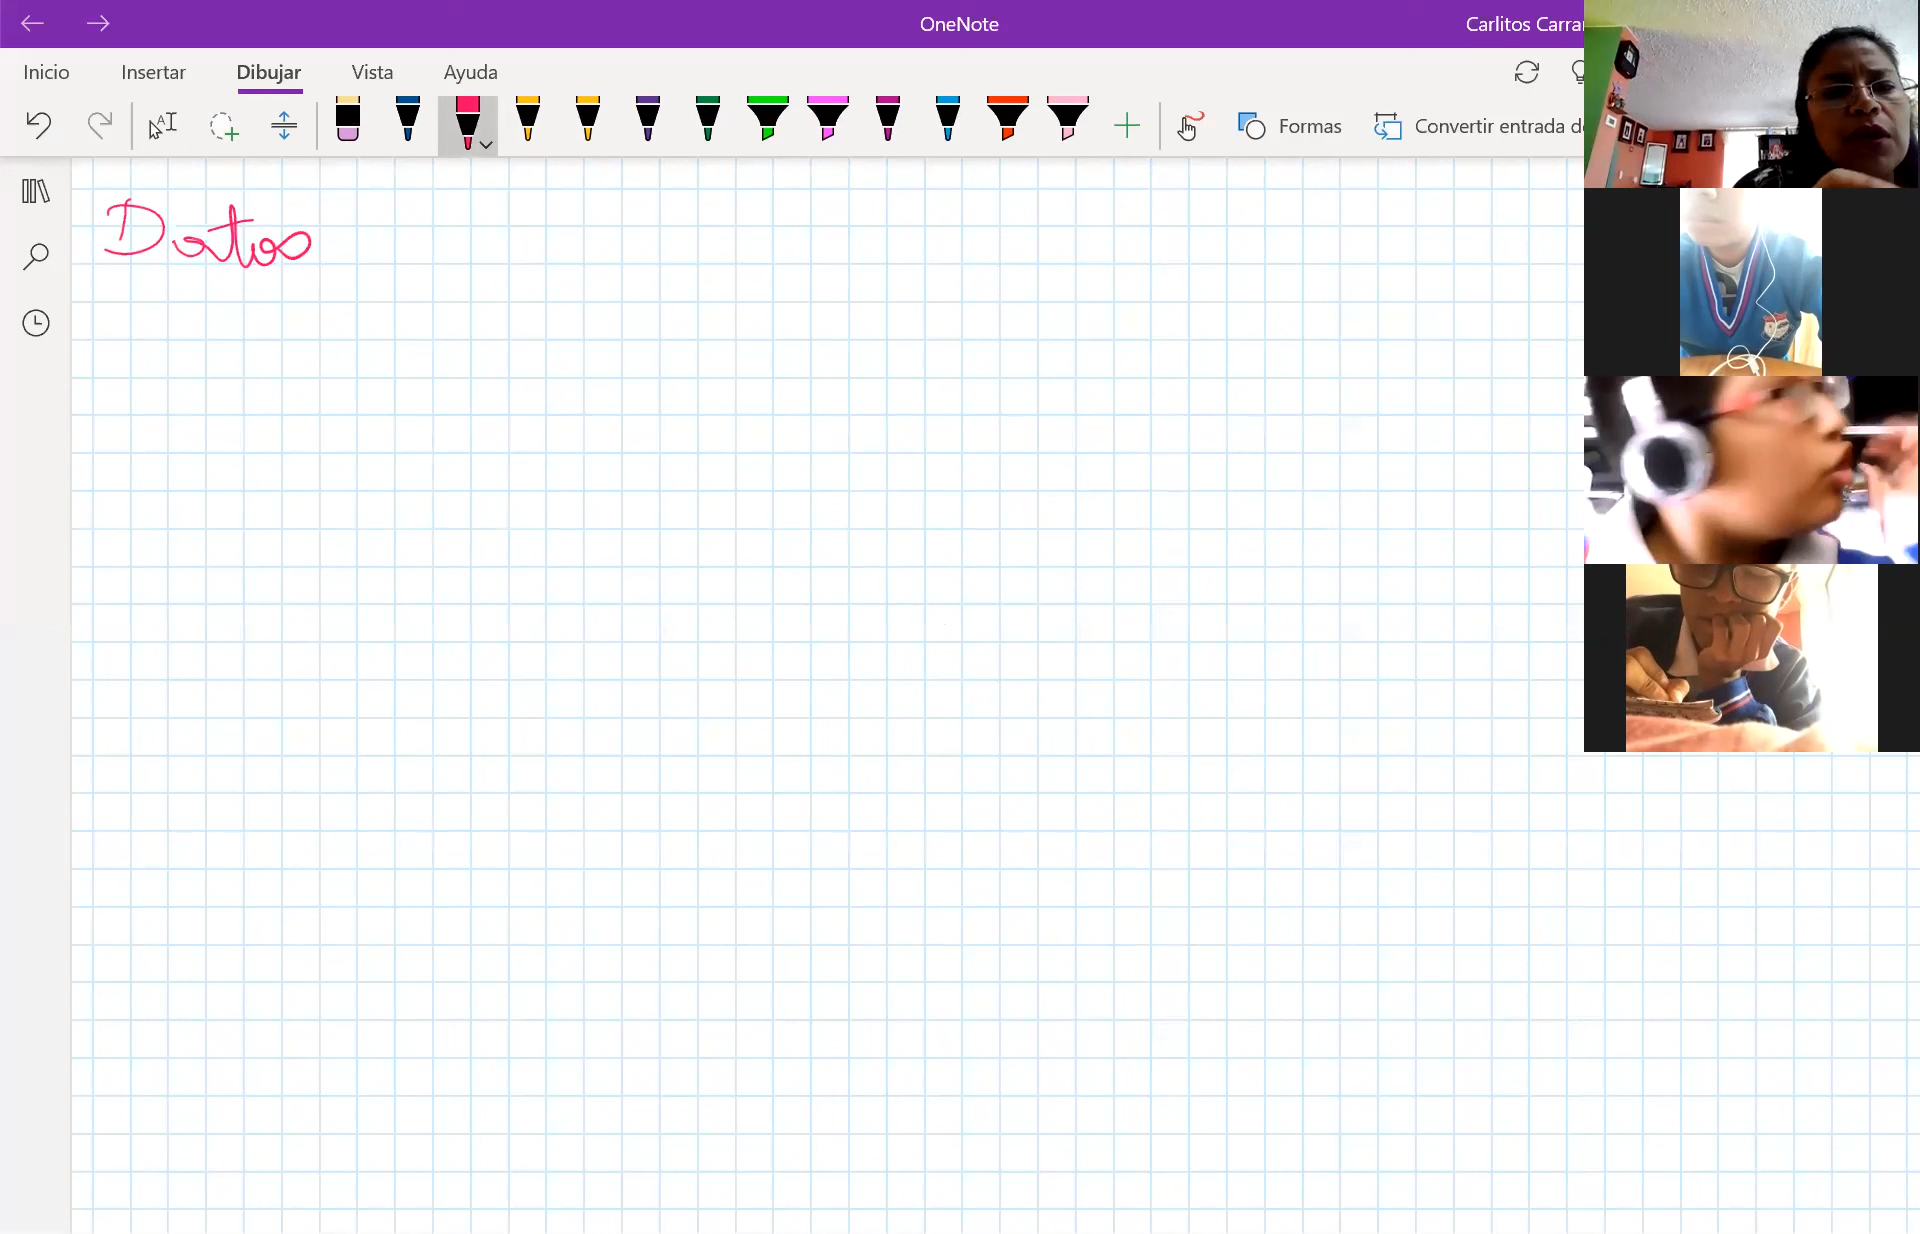 OneNote
Carlitos Carra
Inicio Insertar Dibujar Vista Ayuda
Formas Convertir entrada d
Datos